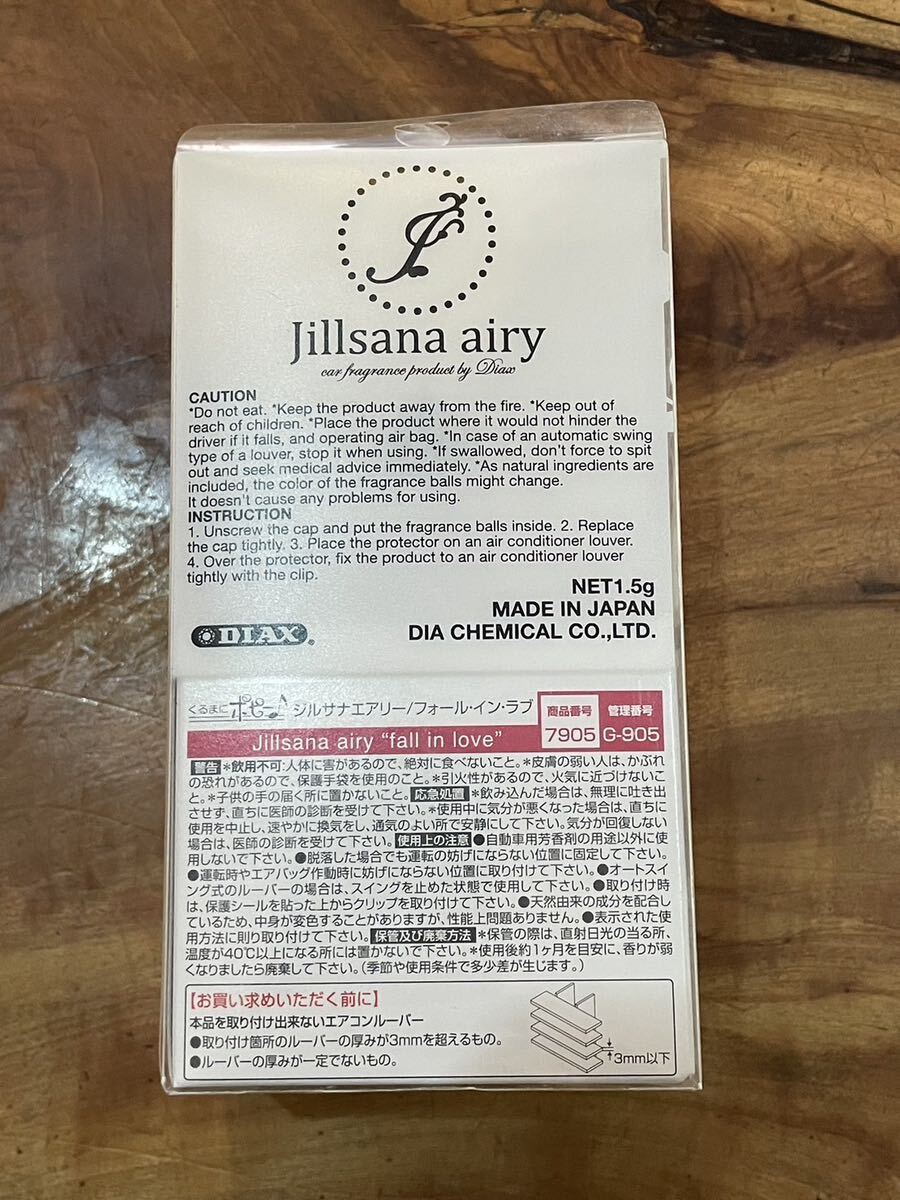 Jillsana airy
car fragrance product by Diax
CAUTION
*Do not eat. *Keep the product away from the fire. *Keep out of
reach of children. *Place the product where it would not hinder the
driver if it falls, and operating air bag. *In case of an automatic swing
type of a louver, stop it when using. *If swallowed, don't force to spit
out and seek medical advice immediately. *As natural ingredients are
included, the color of the fragrance balls might change.
It doesn't cause any problems for using.
INSTRUCTION
1. Unscrew the cap and put the fragrance balls inside. 2. Replace
the cap tightly. 3. Place the protector on an air conditioner louver.
4. Over the protector, fix the product to an air conditioner louver
tightly with the clip.
NET1.5g
MADE IN JAPAN
DIAX® DIA CHEMICAL CO.,LTD.
くるまにポピー♪ ジルサナエアリー/フォール・イン・ラブ 商品番号 管理番号
Jillsana airy “fall in love” 7905 G-905
警告 *飲用不可:人体に害があるので、絶対に食べないこと。*皮膚の弱い人は、かぶれ
の恐れがあるので、保護手袋を使用のこと。*引火性があるので、火気に近づけないこ
と。*子供の手の届く所に置かないこと。 応急処置 *飲み込んだ場合は、無理に吐き出
させず、直ちに医師の診断を受けて下さい。*使用中に気分が悪くなった場合は、直ちに
使用を中止し、速やかに換気をし、通気のよい所で安静にして下さい。気分が回復しない
場合は、医師の診断を受けて下さい。 使用上の注意 ●自動車用芳香剤の用途以外に使
用しないで下さい。●脱落した場合でも運転の妨げにならない位置に固定して下さい。
●運転時やエアバッグ作動時に妨げにならない位置に取り付けて下さい。●オートスイ
ング式のルーバーの場合は、スイングを止めた状態で使用して下さい。●取り付け時
は、保護シールを貼った上からクリップを取付て下さい。●天然由来の成分を配合し
ているため、中身が変色することがありますが、性能上問題ありません。●表示された使
用方法に則り取り付けて下さい。 保管及び廃棄方法 *保管の際は、直射日光の当る所、
温度が40℃以上になる所には置かないで下さい。*使用後約1ヶ月を目安に、香りが弱
くなりましたら廃棄して下さい。(季節や使用条件で多少差が生じます。)
【お買い求めいただく前に】
本品を取り付け出来ないエアコンルーバー
●取り付け箇所のルーバーの厚みが3mmを超えるもの。
●ルーバーの厚みが一定でないもの。
3mm以下